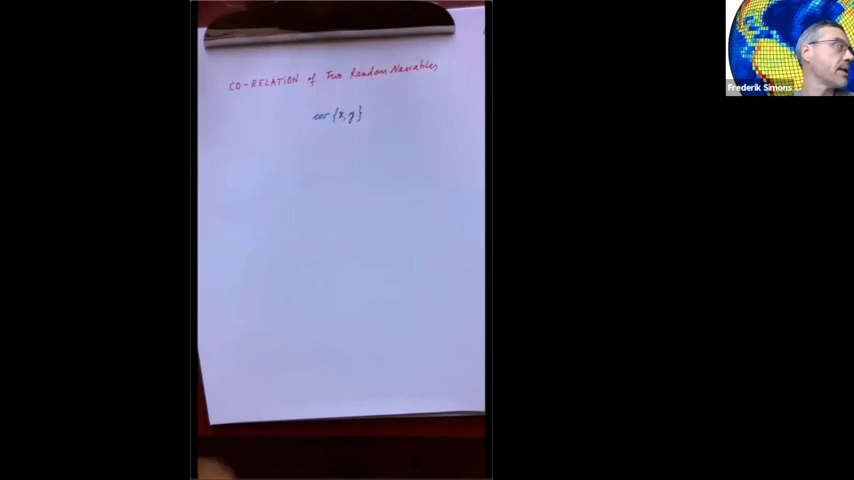 CO-RELATION of Two Random Variables
cov {x, y}
Frederik Simons